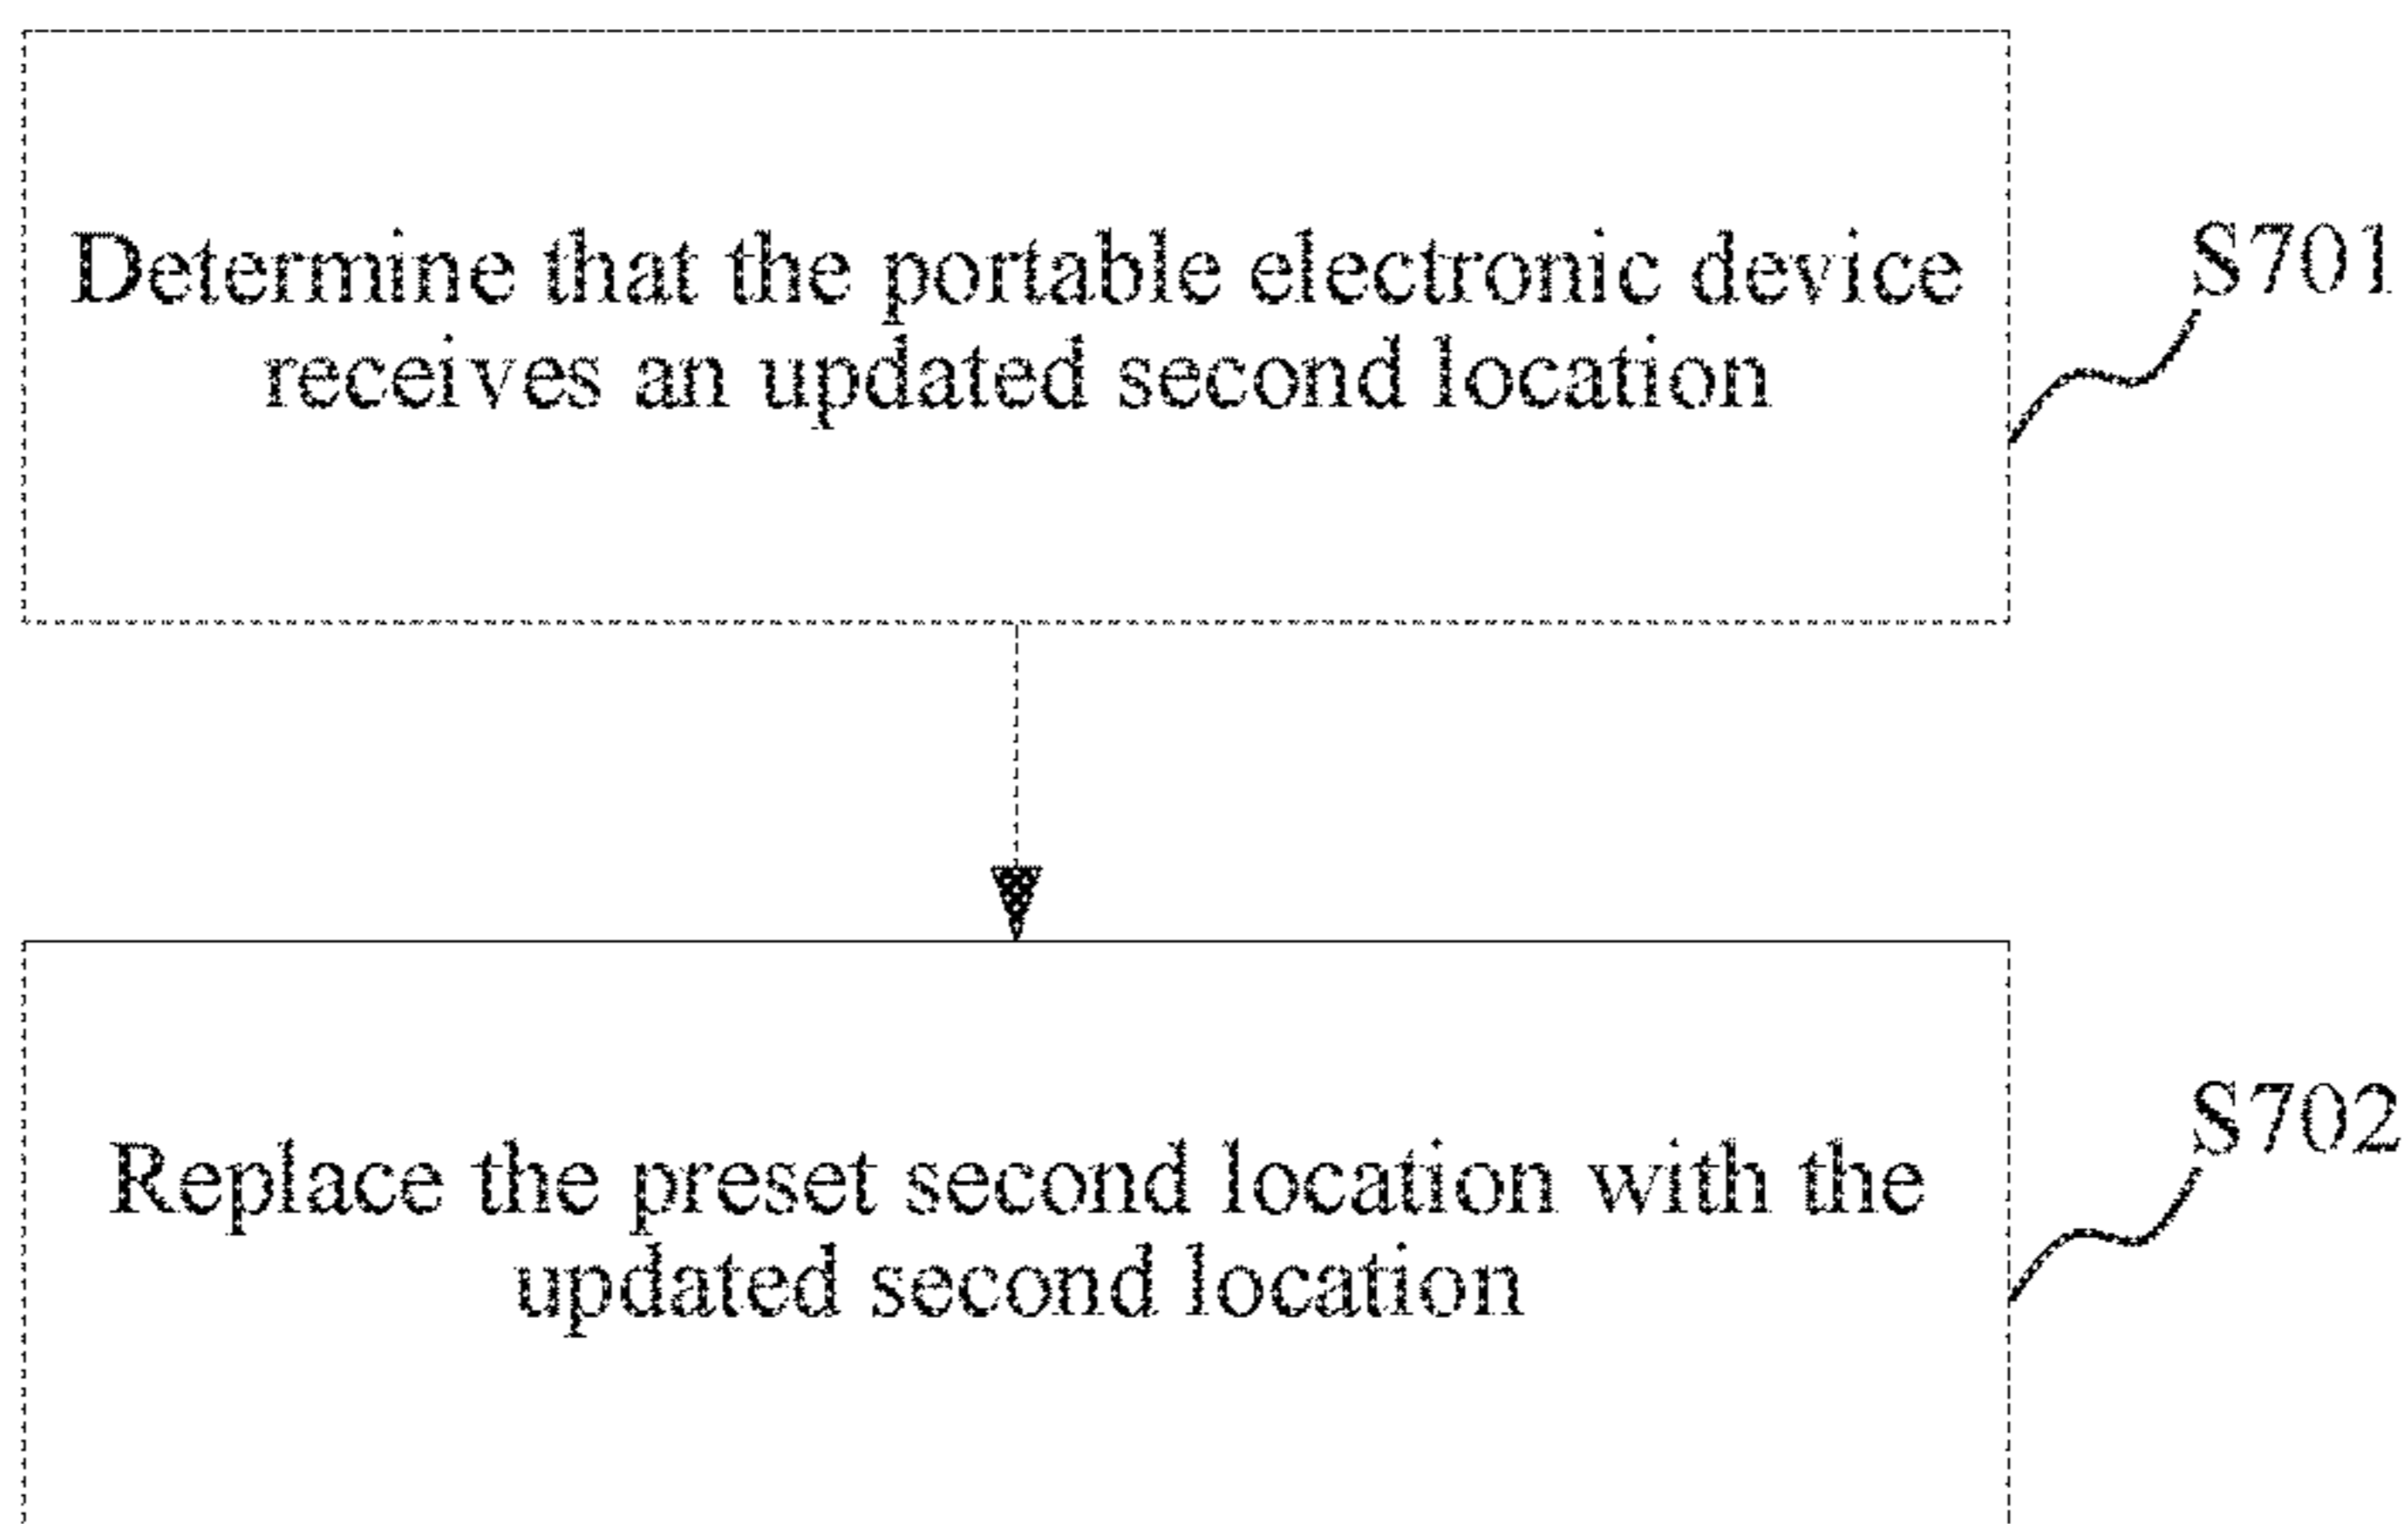 Determine that the portable electronic device
receives an updated second location
S701
Replace the preset second location with the
updated second location
S702